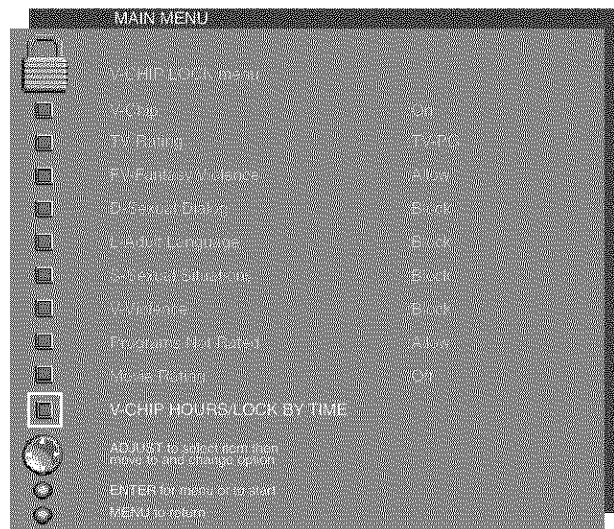 MAIN MENU
V-CHIP LOCK menu
V-Chip On
TV Rating TV-PG
FV-Fantasy Violence Allow
D-Sexual Dialog Block
L-Adult Language Block
S-Sexual Situations Block
V-Violence Block
Programs Not Rated Allow
Movie Rating Off
V-CHIP HOURS/LOCK BY TIME
ADJUST to select item then
move to and change option
ENTER for menu or to start
MENU to return